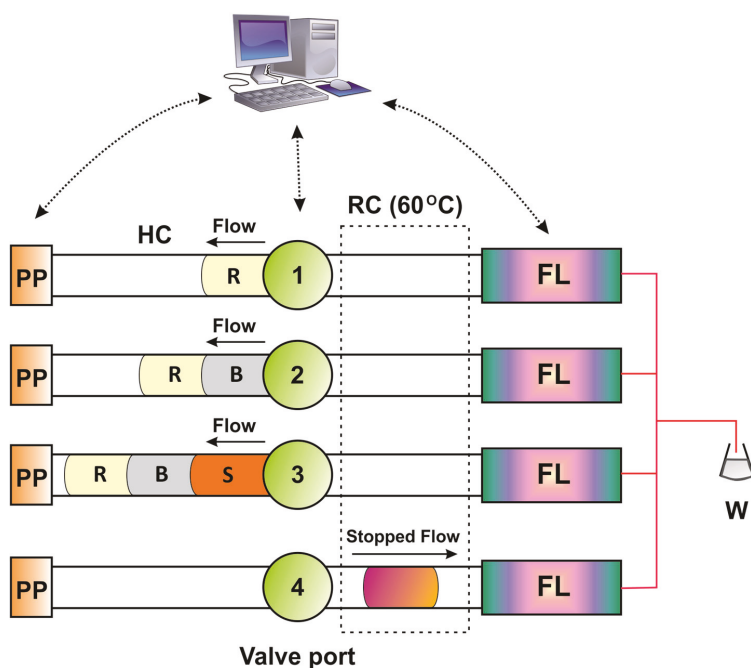 RC (60°C)
HC
Flow
PP
R
1
FL
Flow
PP
R
B
2
FL
Flow
PP
R
B
S
3
FL
W
Stopped Flow
PP
4
FL
Valve port